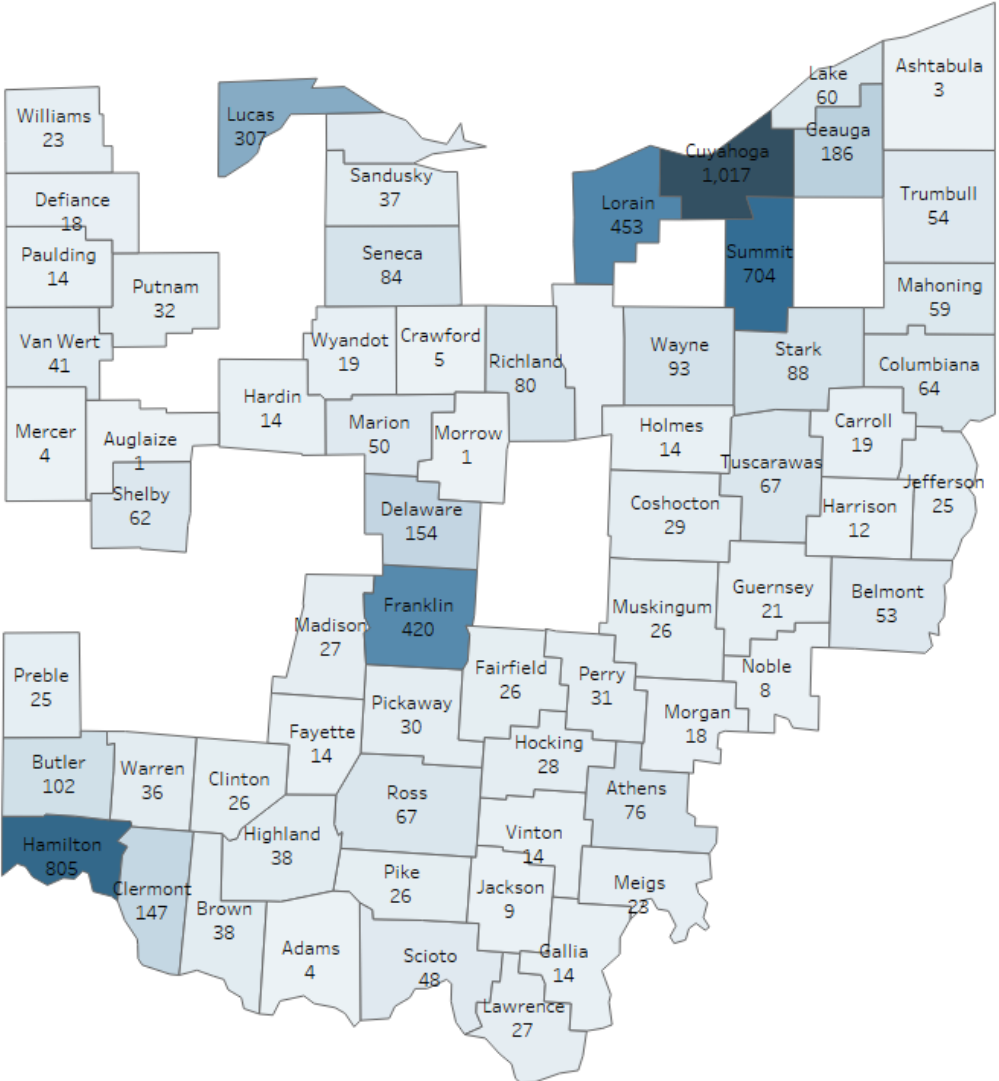 Lake
60
Ashtabula
3
Williams
23
Lucas
307
Geauga
186
Cuyahoga
1,017
Sandusky
37
Defiance
18
Lorain
453
Trumbull
54
Paulding
14
Seneca
84
Summit
704
Putnam
32
Mahoning
59
Van Wert
41
Wyandot
19
Crawford
5
Richland
80
Wayne
93
Stark
88
Columbiana
64
Hardin
14
Mercer
4
Auglaize
1
Marion
50
Morrow
1
Holmes
14
Carroll
19
Tuscarawas
67
Shelby
62
Delaware
154
Coshocton
29
Harrison
12
Jefferson
25
Madison
27
Franklin
420
Muskingum
26
Guernsey
21
Belmont
53
Preble
25
Fairfield
26
Perry
31
Noble
8
Pickaway
30
Morgan
18
Fayette
14
Hocking
28
Butler
102
Warren
36
Clinton
26
Ross
67
Athens
76
Hamilton
805
Highland
38
Vinton
14
Clermont
147
Pike
26
Jackson
9
Meigs
23
Brown
38
Adams
4
Scioto
48
Gallia
14
Lawrence
27